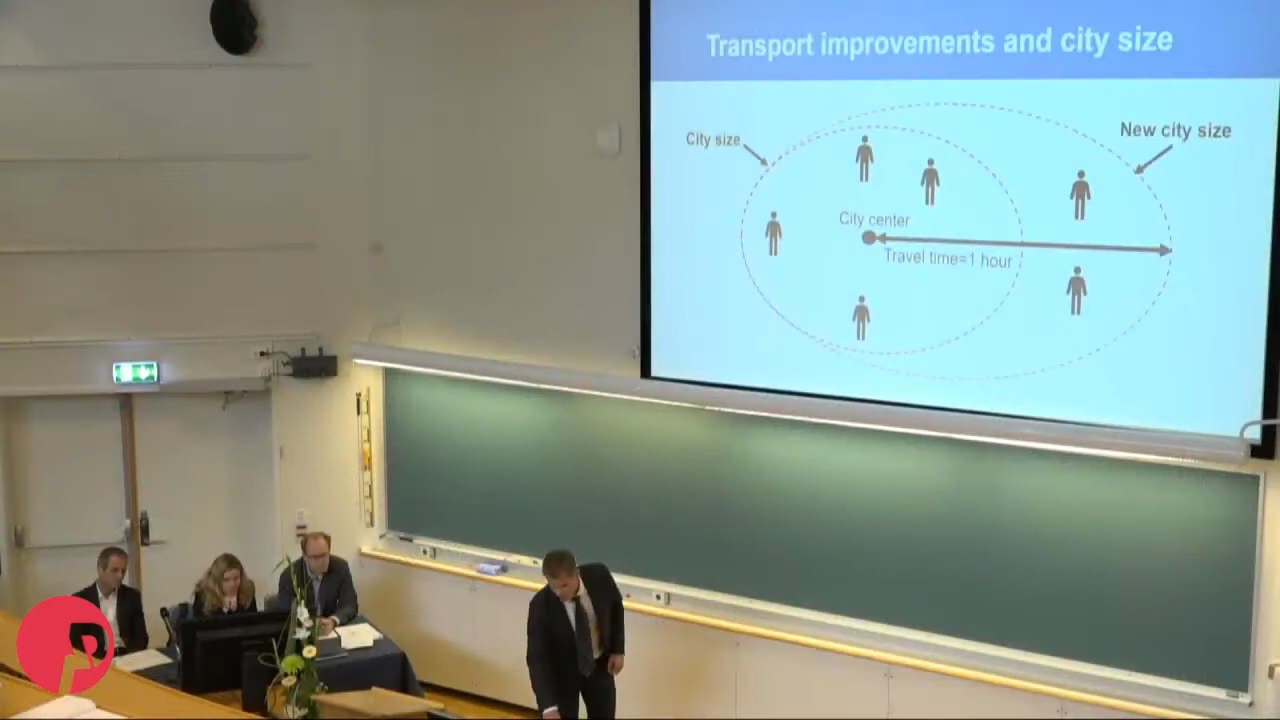 Transport improvements and city size
City size
New city size
City center
Travel time=1 hour